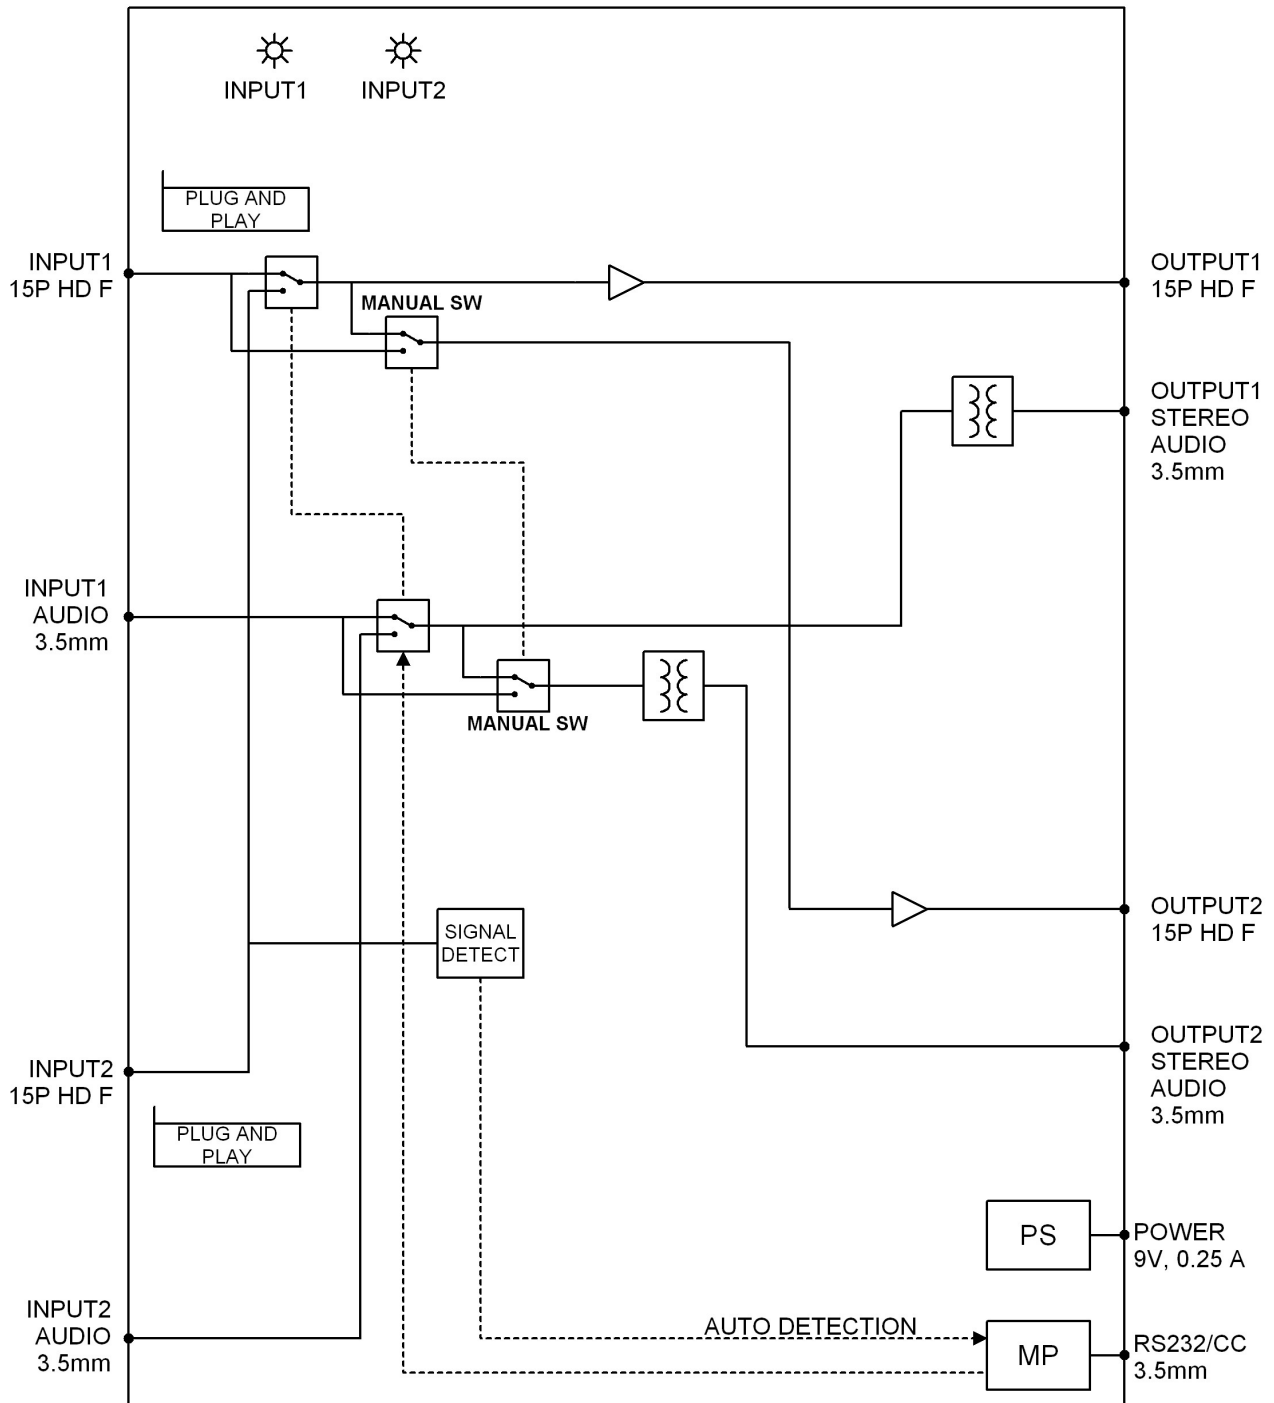 INPUT1
INPUT2
PLUG AND
PLAY
INPUT1
15P HD F
OUTPUT1
15P HD F
MANUAL SW
OUTPUT1
STEREO
AUDIO
3.5mm
INPUT1
AUDIO
3.5mm
MANUAL SW
SIGNAL
DETECT
OUTPUT2
15P HD F
INPUT2
15P HD F
OUTPUT2
STEREO
AUDIO
3.5mm
PLUG AND
PLAY
PS
POWER
9V, 0.25 A
INPUT2
AUDIO
3.5mm
AUTO DETECTION
MP
RS232/CC
3.5mm